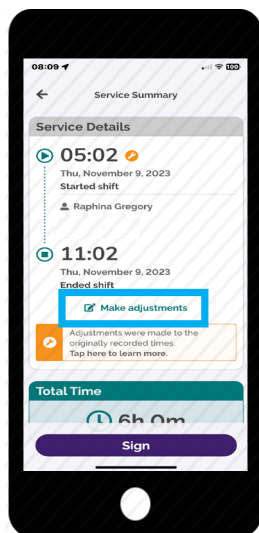 08:09
100
Service Summary
Service Details
05:02
Thu, November 9, 2023
Started shift
Raphina Gregory
11:02
Thu, November 9, 2023
Ended shift
Make adjustments
Adjustments were made to the
originally recorded times.
Tap here to learn more.
Total Time
6h 0m
Sign